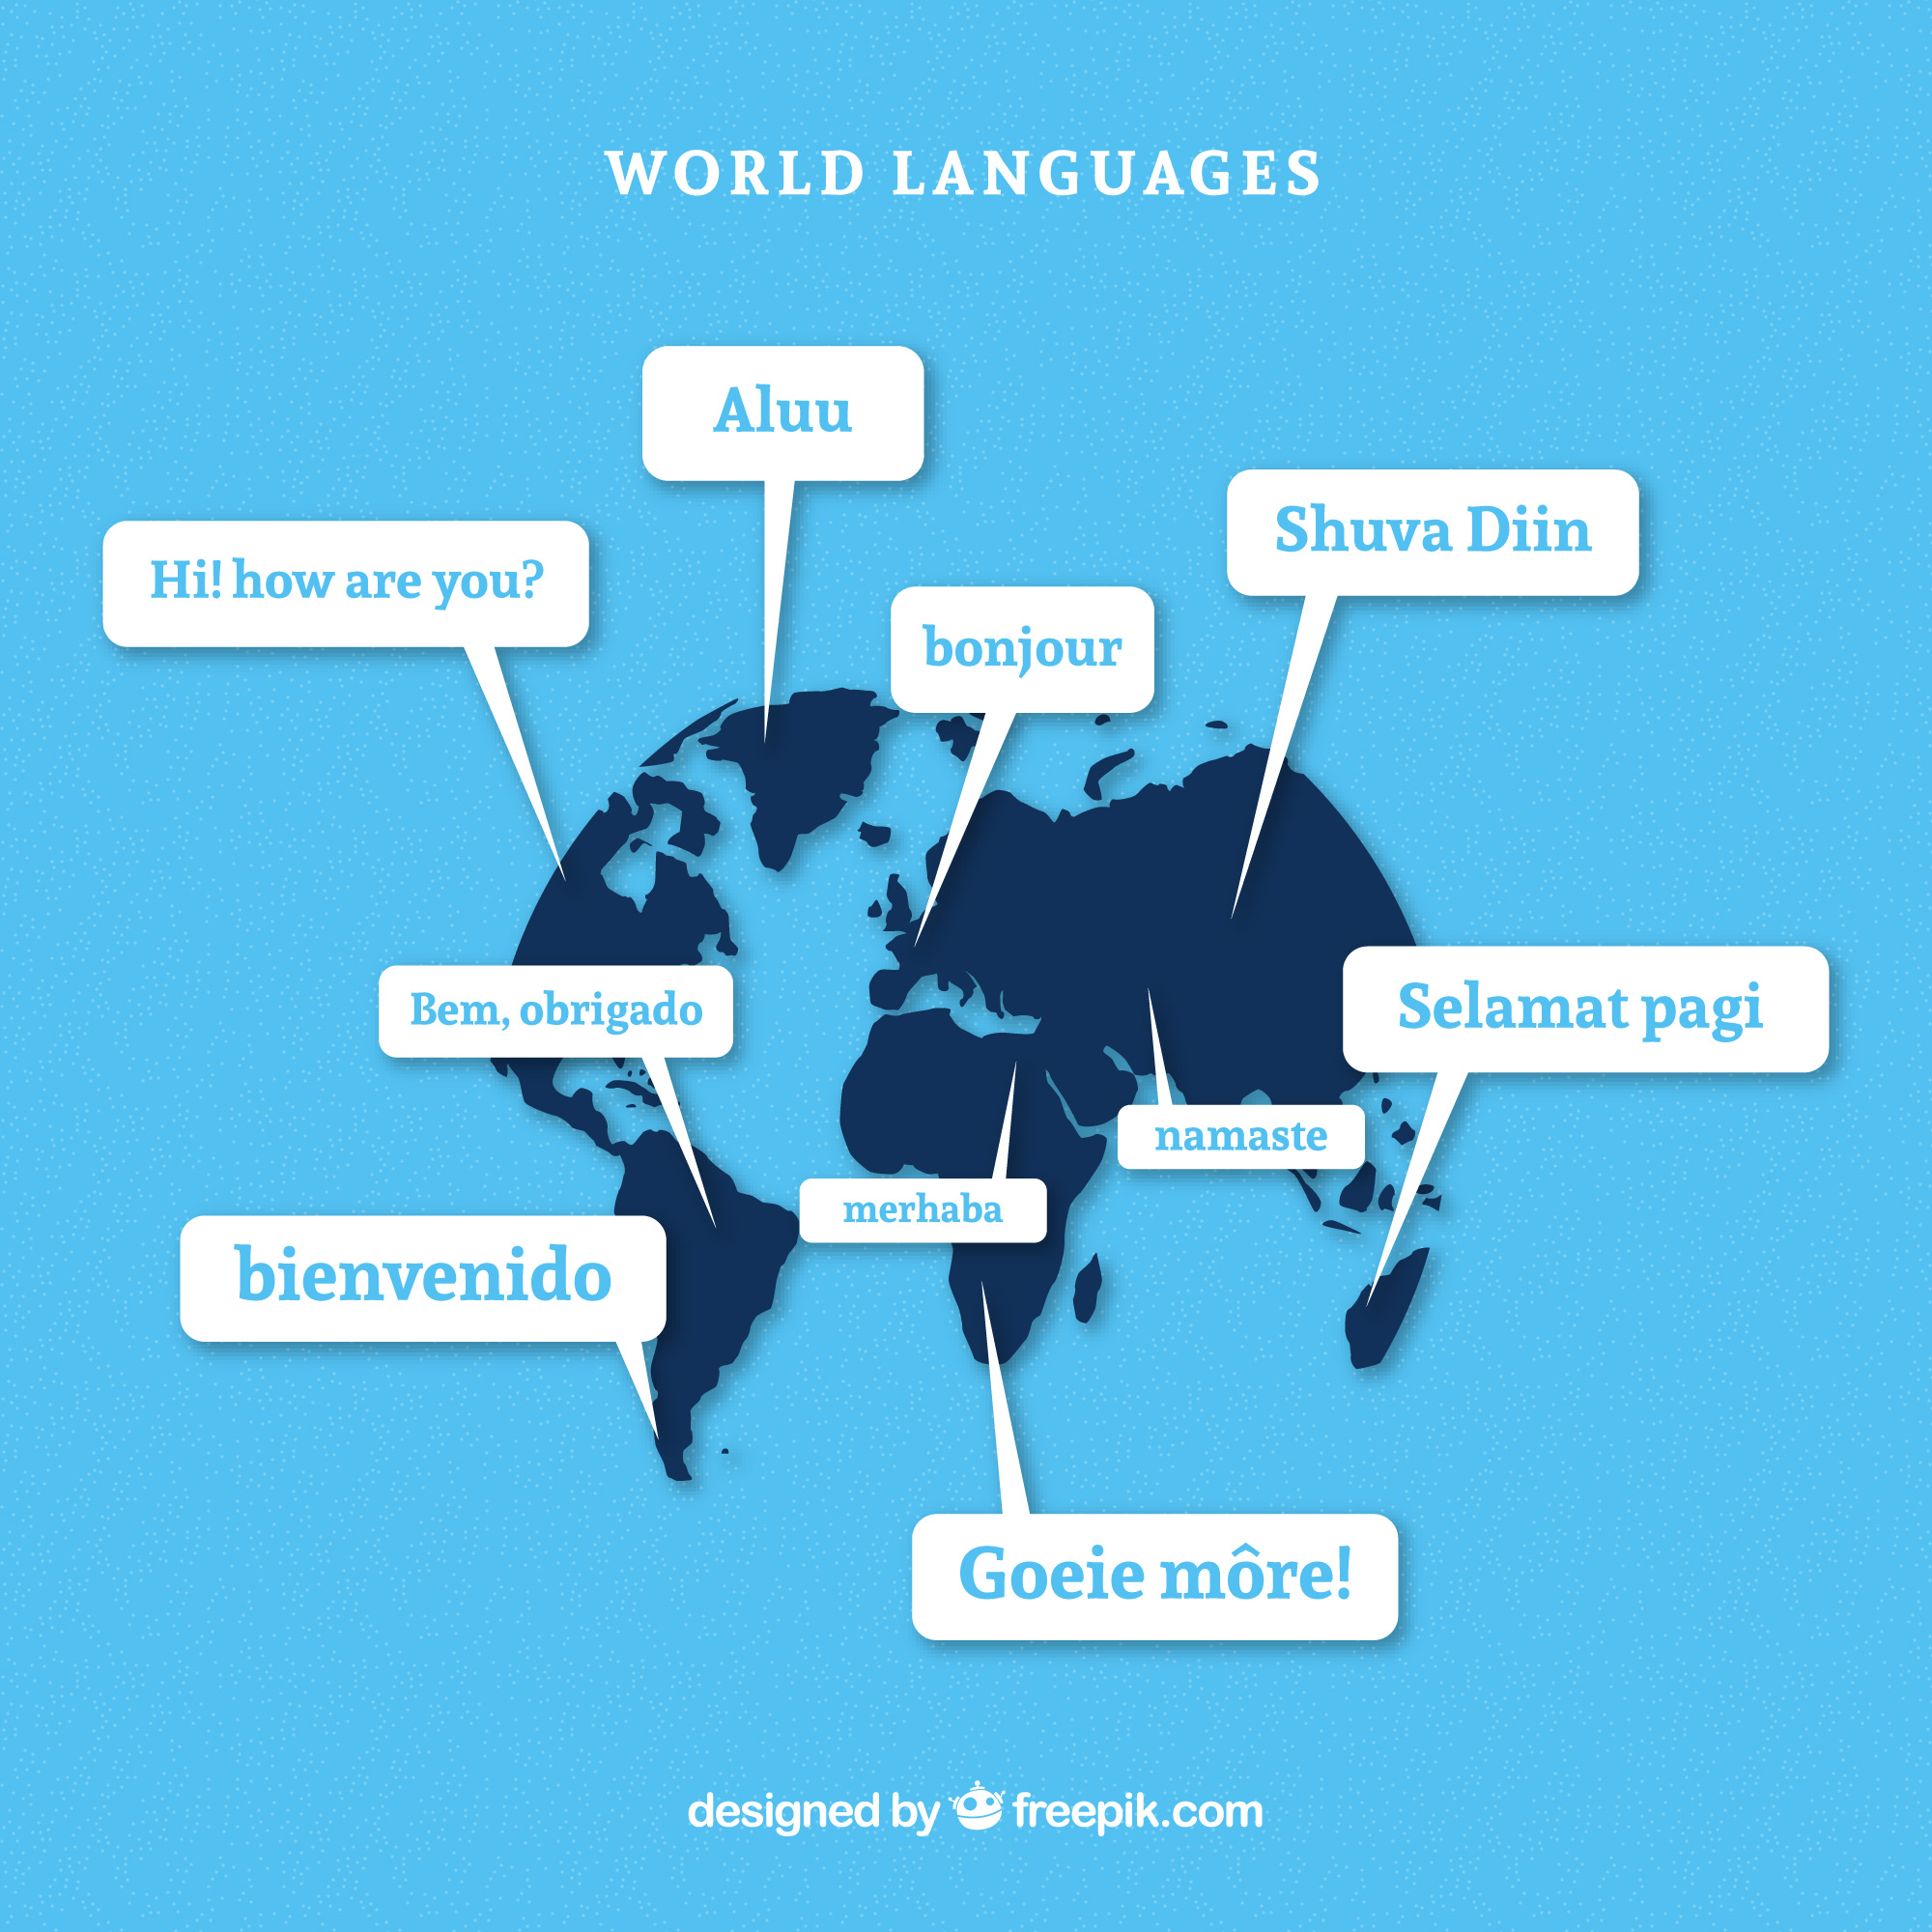 WORLD LANGUAGES
Aluu
Shuva Diin
Hi! how are you?
bonjour
Selamat pagi
Bem, obrigado
namaste
merhaba
bienvenido
Goeie môre!
designed by freepik.com